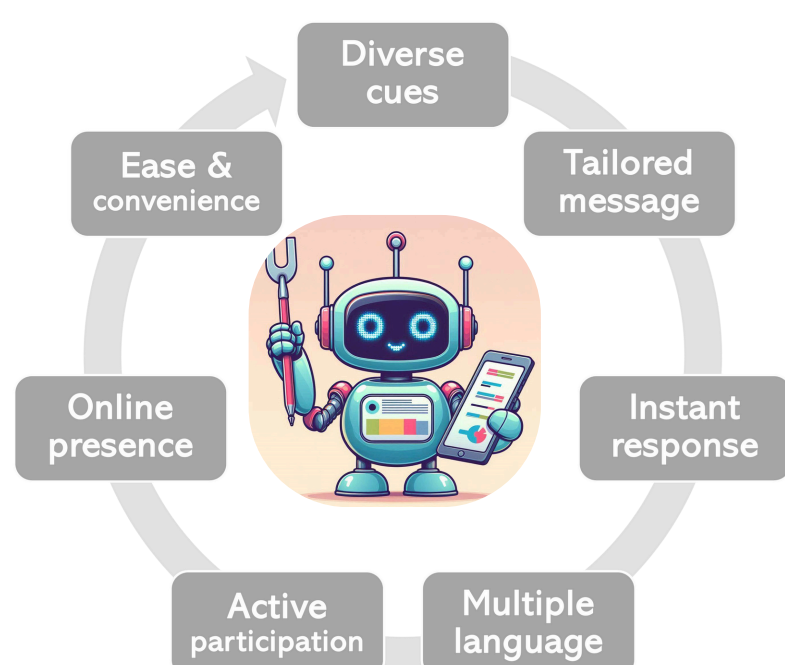 Diverse
cues
Tailored
message
Instant
response
Multiple
language
Active
participation
Online
presence
Ease &
convenience